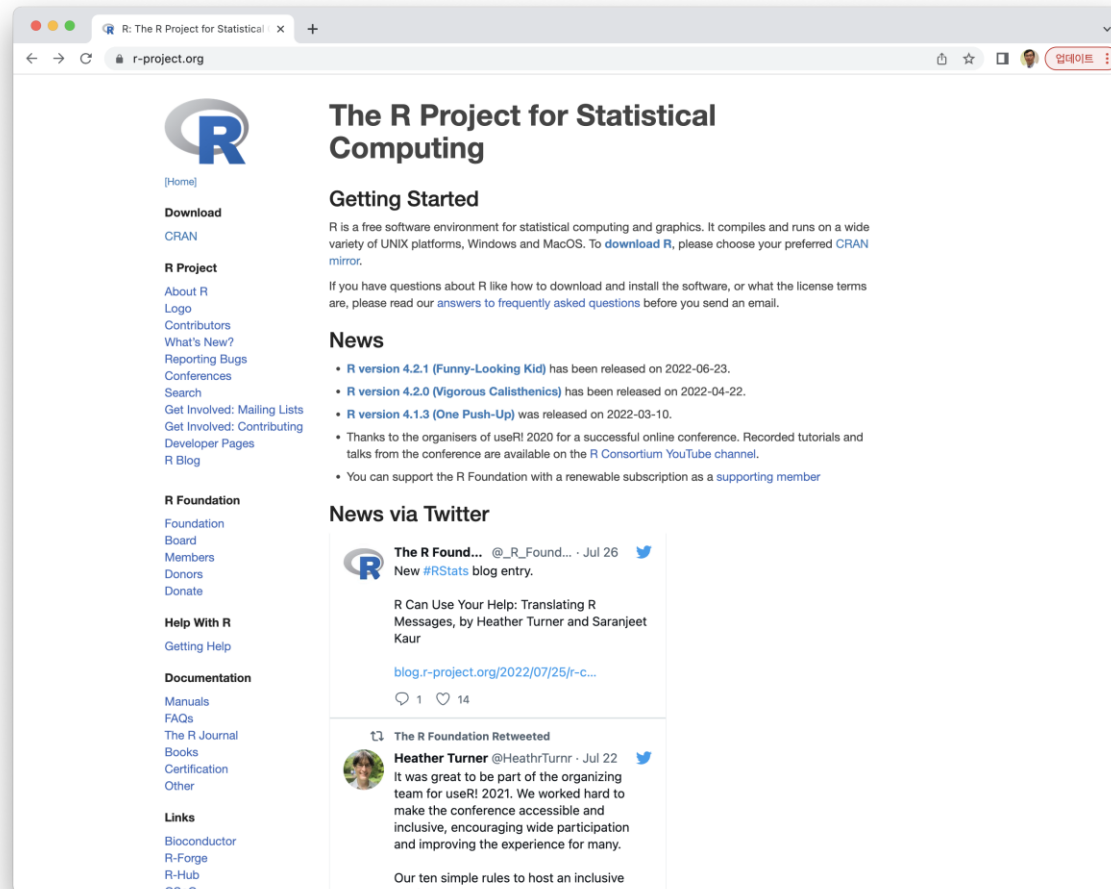 R: The R Project for Statistical
r-project.org
업데이트
R
[Home]
Download
CRAN
R Project
About R
Logo
Contributors
What's New?
Reporting Bugs
Conferences
Search
Get Involved: Mailing Lists
Get Involved: Contributing
Developer Pages
R Blog
R Foundation
Foundation
Board
Members
Donors
Donate
Help With R
Getting Help
Documentation
Manuals
FAQs
The R Journal
Books
Certification
Other
Links
Bioconductor
R-Forge
R-Hub
The R Project for Statistical
Computing
Getting Started
R is a free software environment for statistical computing and graphics. It compiles and runs on a wide
variety of UNIX platforms, Windows and MacOS. To download R, please choose your preferred CRAN
mirror.
If you have questions about R like how to download and install the software, or what the license terms
are, please read our answers to frequently asked questions before you send an email.
News
• R version 4.2.1 (Funny-Looking Kid) has been released on 2022-06-23.
• R version 4.2.0 (Vigorous Calisthenics) has been released on 2022-04-22.
• R version 4.1.3 (One Push-Up) was released on 2022-03-10.
• Thanks to the organisers of useR! 2020 for a successful online conference. Recorded tutorials and
talks from the conference are available on the R Consortium YouTube channel.
• You can support the R Foundation with a renewable subscription as a supporting member
News via Twitter
The R Found... @_R_Found... · Jul 26
New #RStats blog entry.
R Can Use Your Help: Translating R
Messages, by Heather Turner and Saranjeet
Kaur
blog.r-project.org/2022/07/25/r-c...
1 14
The R Foundation Retweeted
Heather Turner @HeathrTurnr · Jul 22
It was great to be part of the organizing
team for useR! 2021. We worked hard to
make the conference accessible and
inclusive, encouraging wide participation
and improving the experience for many.
Our ten simple rules to host an inclusive